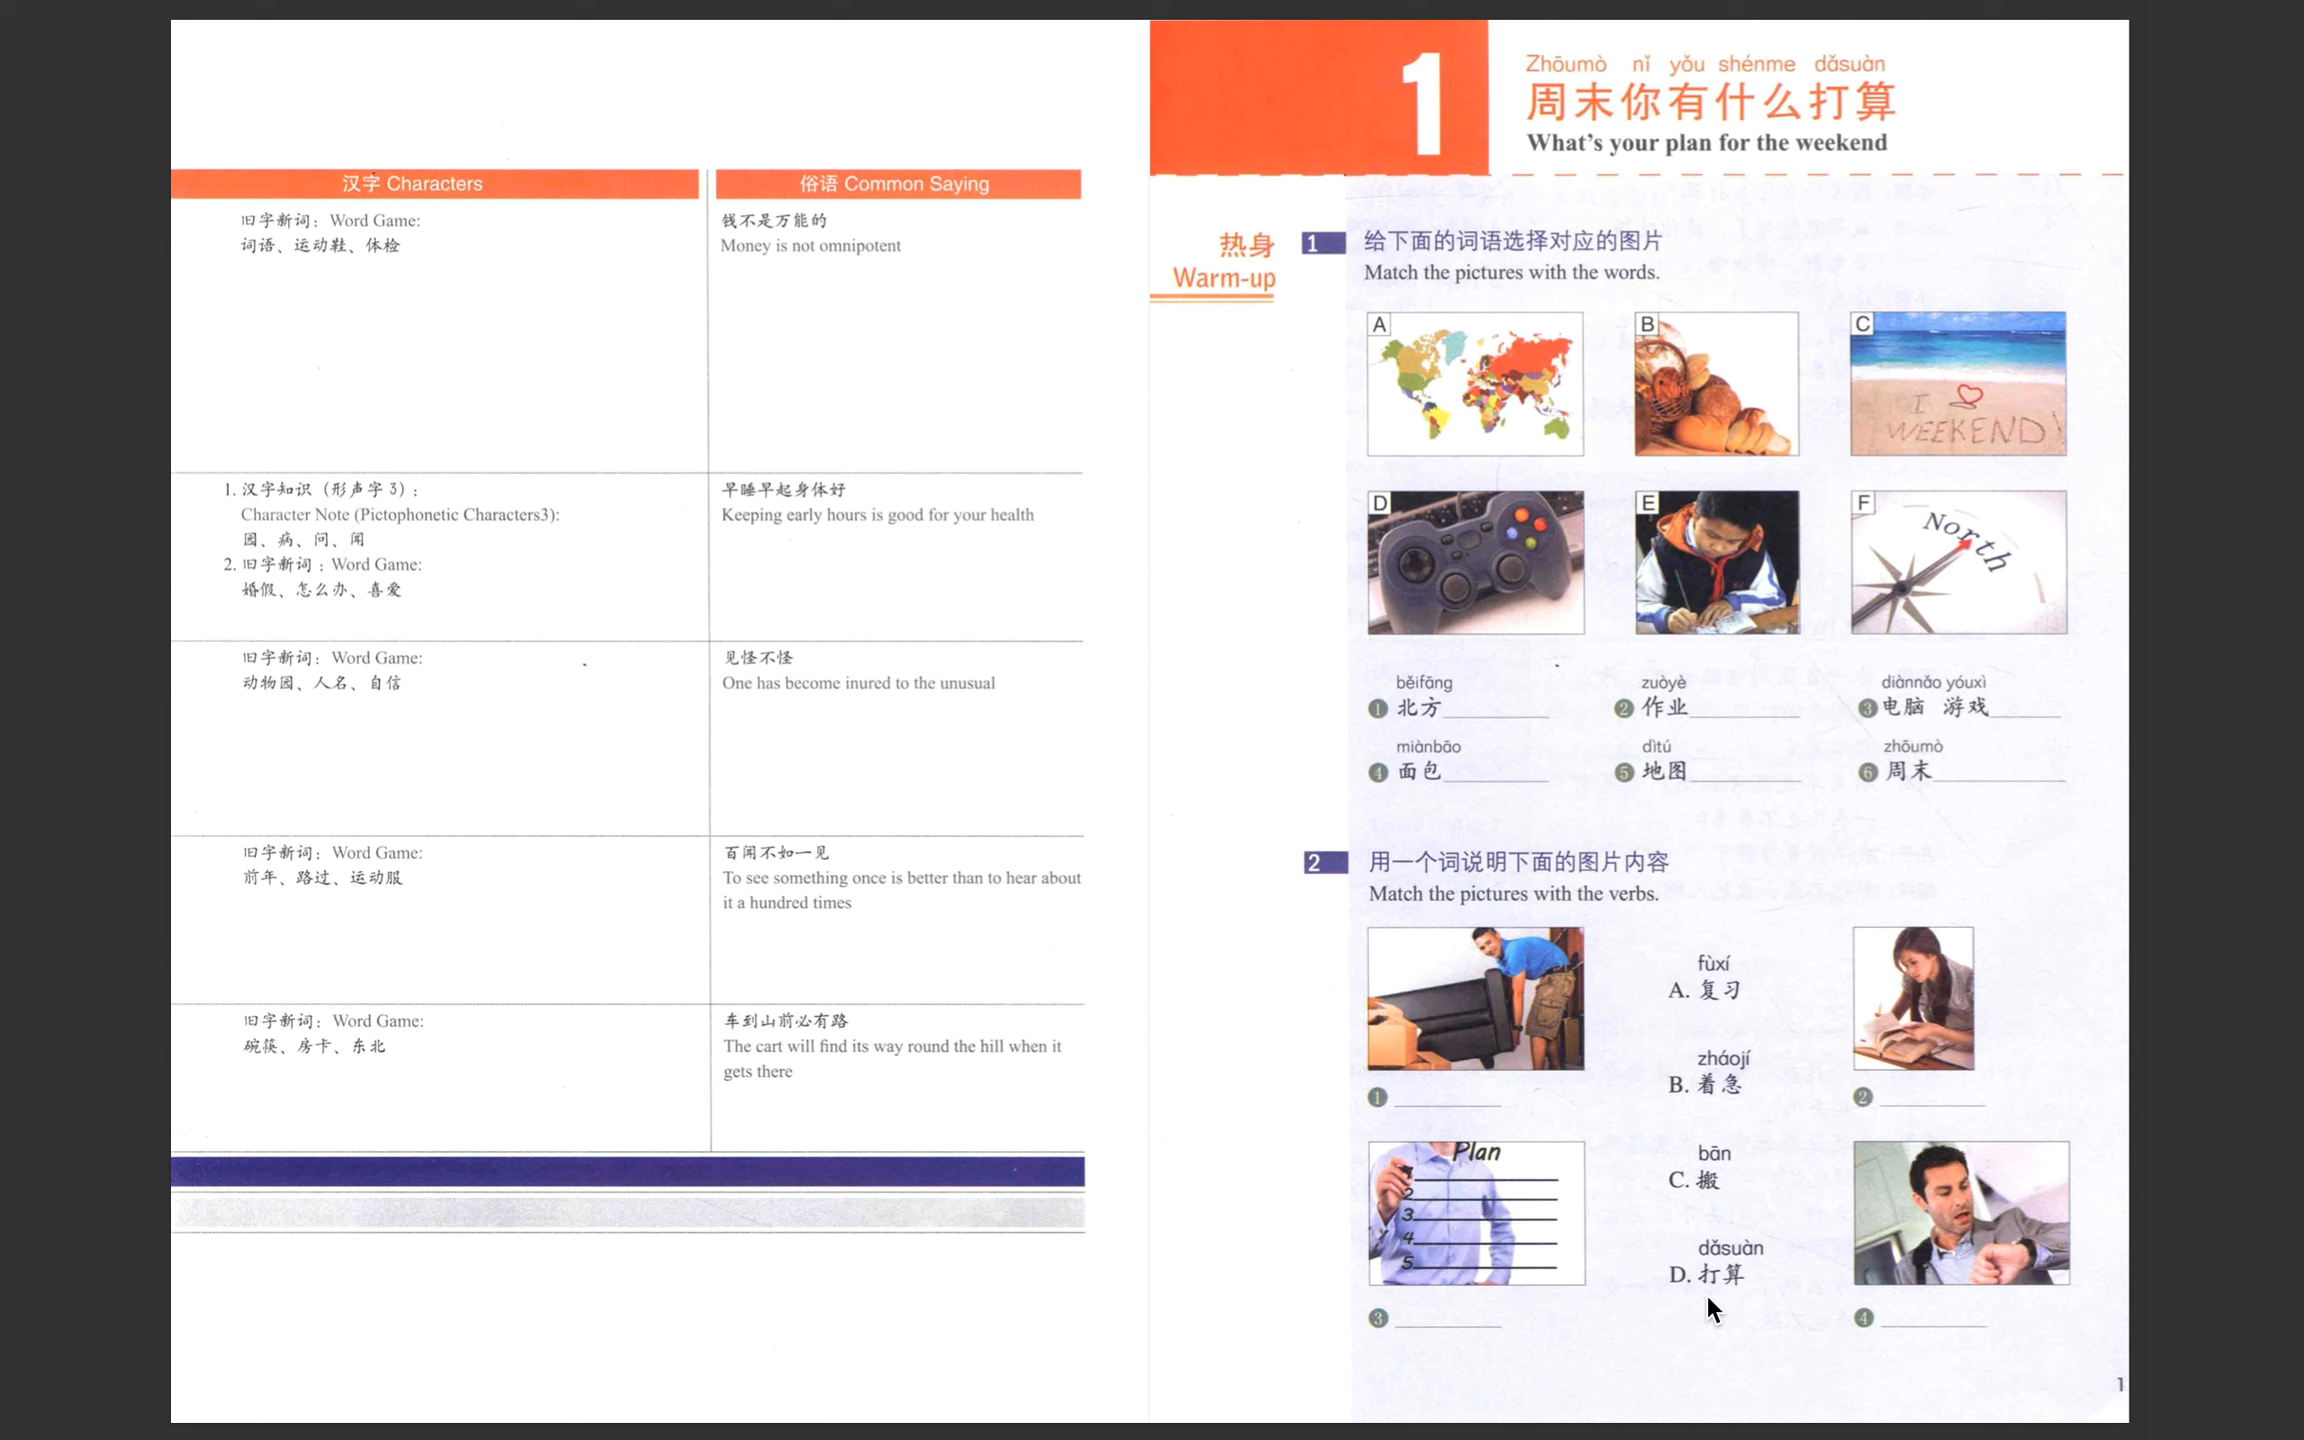 汉字 Characters
俗语 Common Saying
旧字新词：Word Game:
词语、运动鞋、体检
钱不是万能的
Money is not omnipotent
1. 汉字知识（形声字 3）:
Character Note (Pictophonetic Characters3):
园、病、问、闻
2. 旧字新词：Word Game:
婚假、怎么办、喜爱
早睡早起身体好
Keeping early hours is good for your health
旧字新词：Word Game:
动物园、人名、自信
见怪不怪
One has become inured to the unusual
旧字新词：Word Game:
前年、路过、运动服
百闻不如一见
To see something once is better than to hear about
it a hundred times
旧字新词：Word Game:
碗筷、房卡、东北
车到山前必有路
The cart will find its way round the hill when it
gets there
1
Zhōumò nǐ yǒu shénme dǎsuàn
周末你有什么打算
What's your plan for the weekend
热身
Warm-up
1 给下面的词语选择对应的图片
Match the pictures with the words.
A
B
C
I
WEEKEND!
D
E
F
North
běifāng
❶ 北方
zuòyè
❷ 作业
diànnǎo yóuxì
❸ 电脑 游戏
miànbāo
❹ 面包
dìtú
❺ 地图
zhōumò
❻ 周末
2 用一个词说明下面的图片内容
Match the pictures with the verbs.
fùxí
A. 复习
zháojí
B. 着急
❶
❷
Plan
1
2
3
4
5
bān
C. 搬
dǎsuàn
D. 打算
❸
❹
1